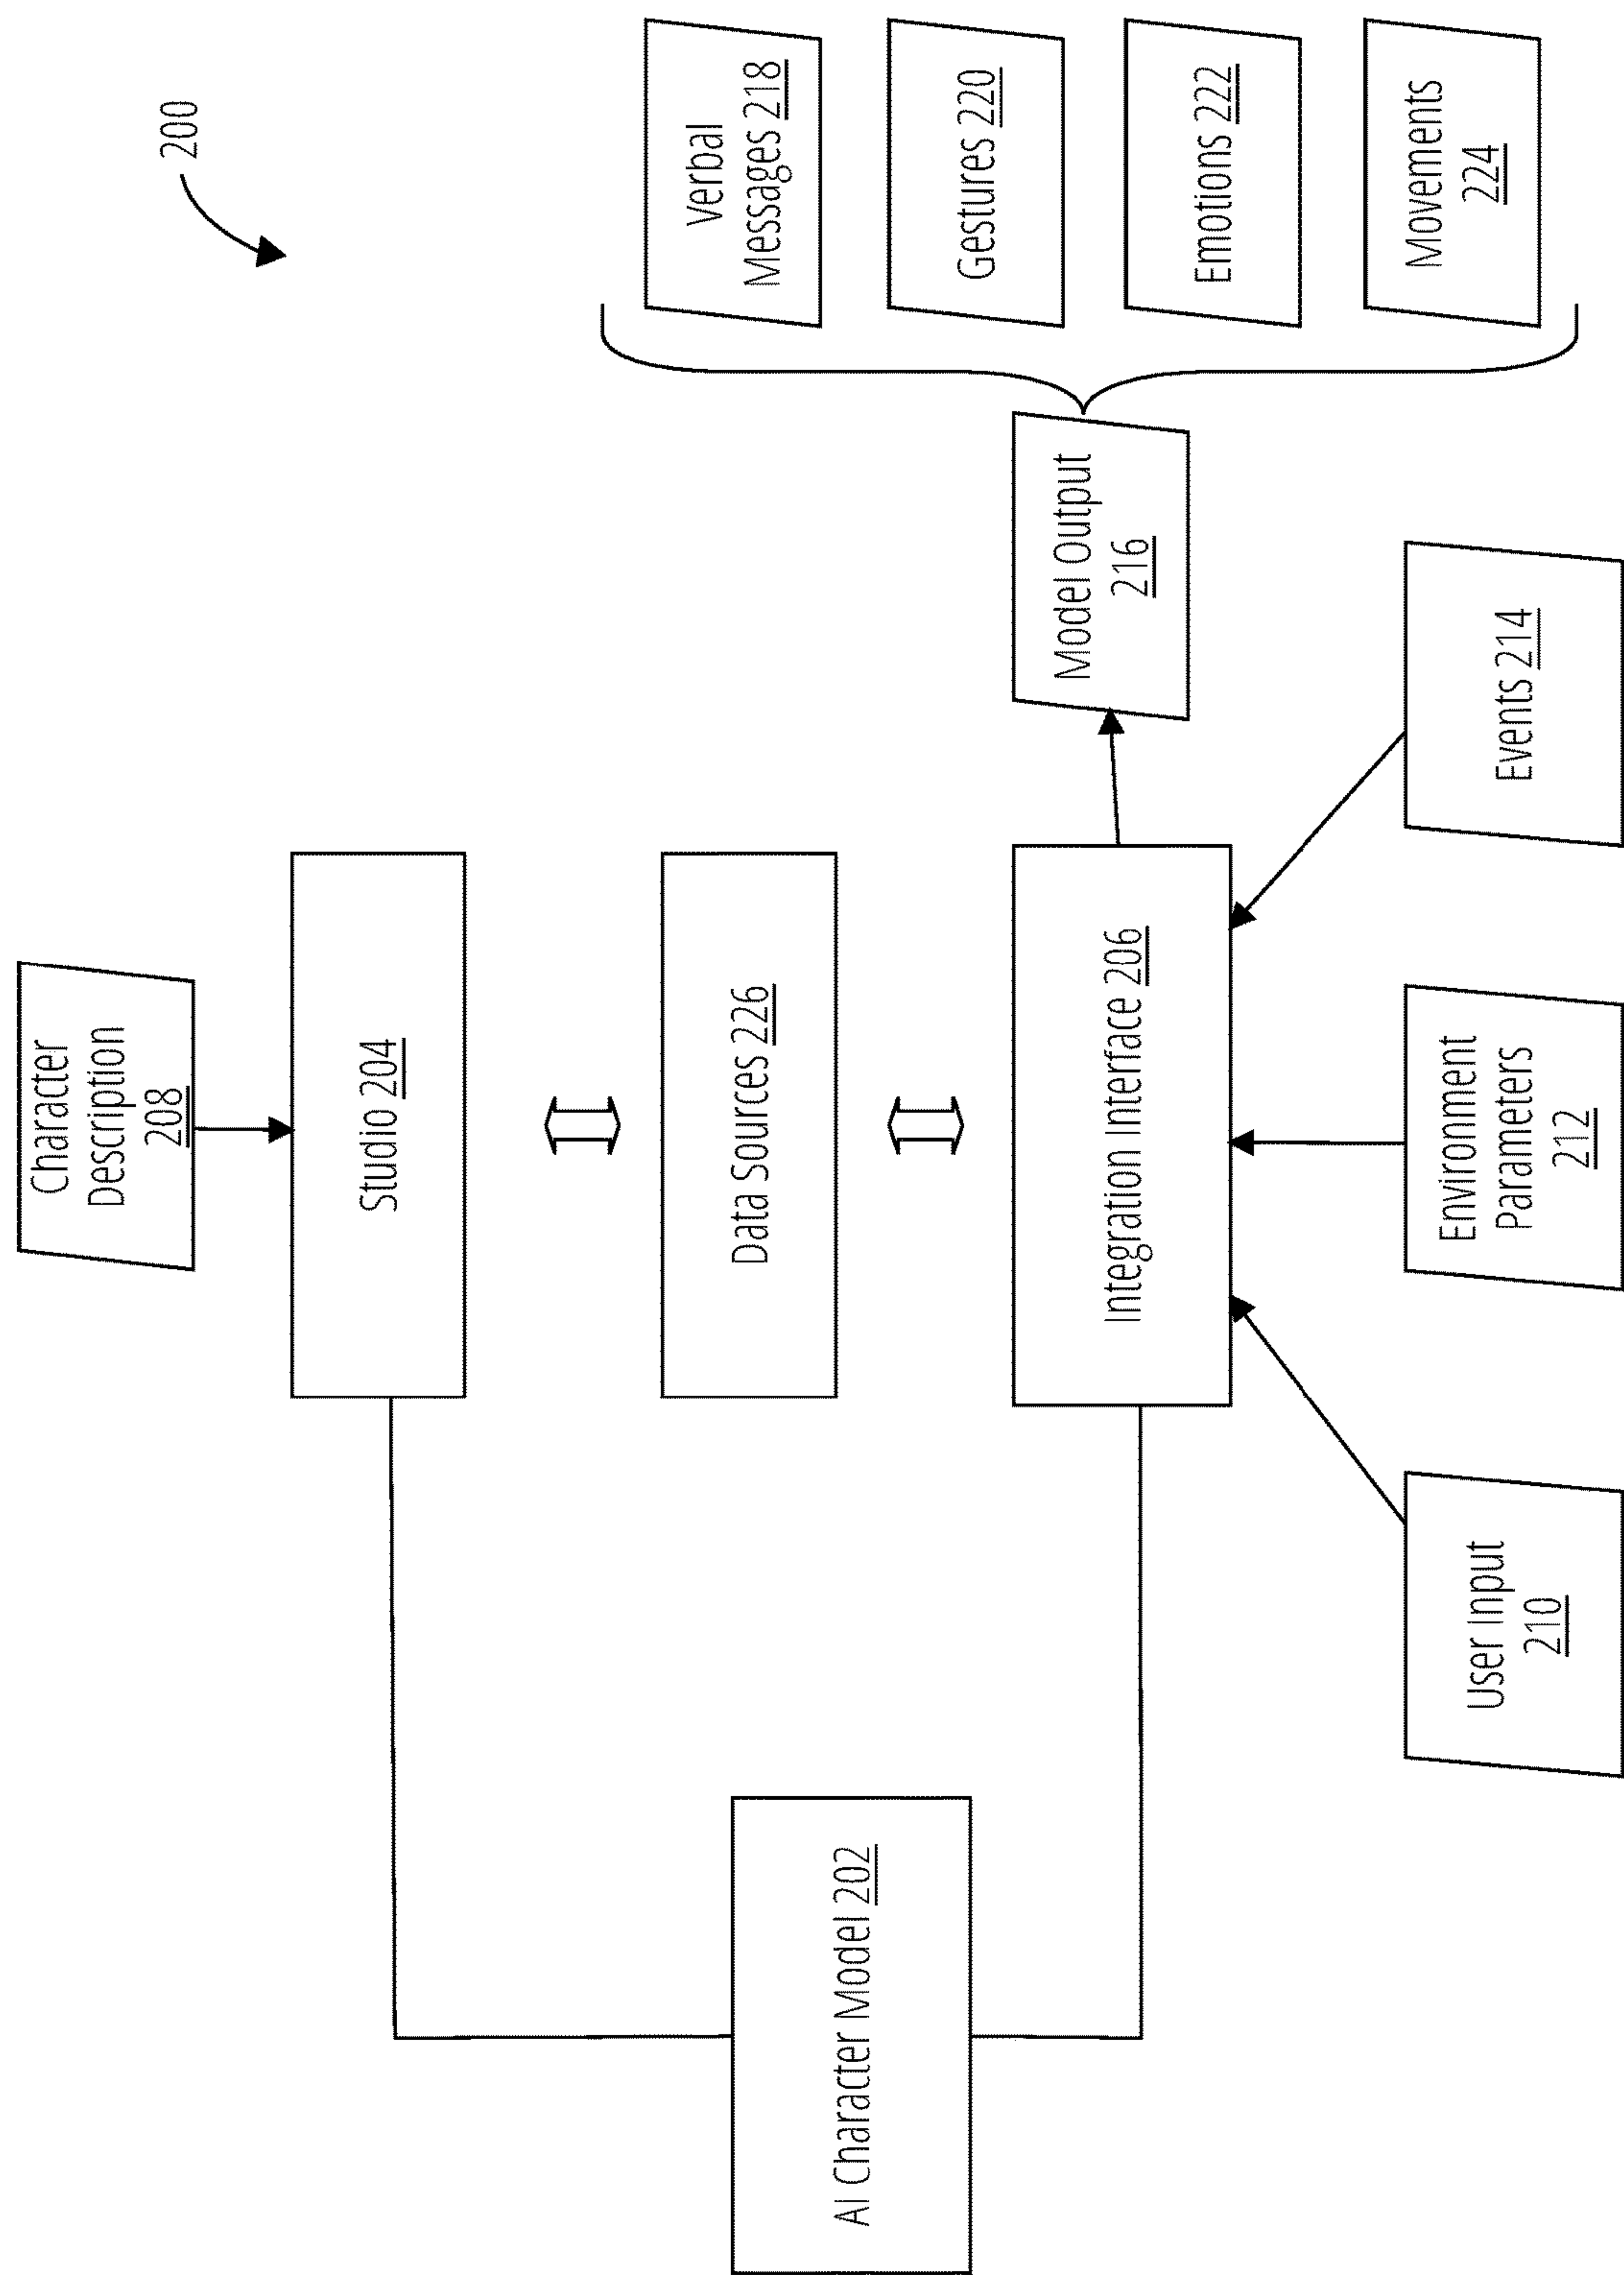 200
Character
Description
208
Studio 204
Data Sources 226
AI Character Model 202
Integration Interface 206
Model Output
216
Verbal
Messages 218
Gestures 220
Emotions 222
Movements
224
User Input
210
Environment
Parameters
212
Events 214